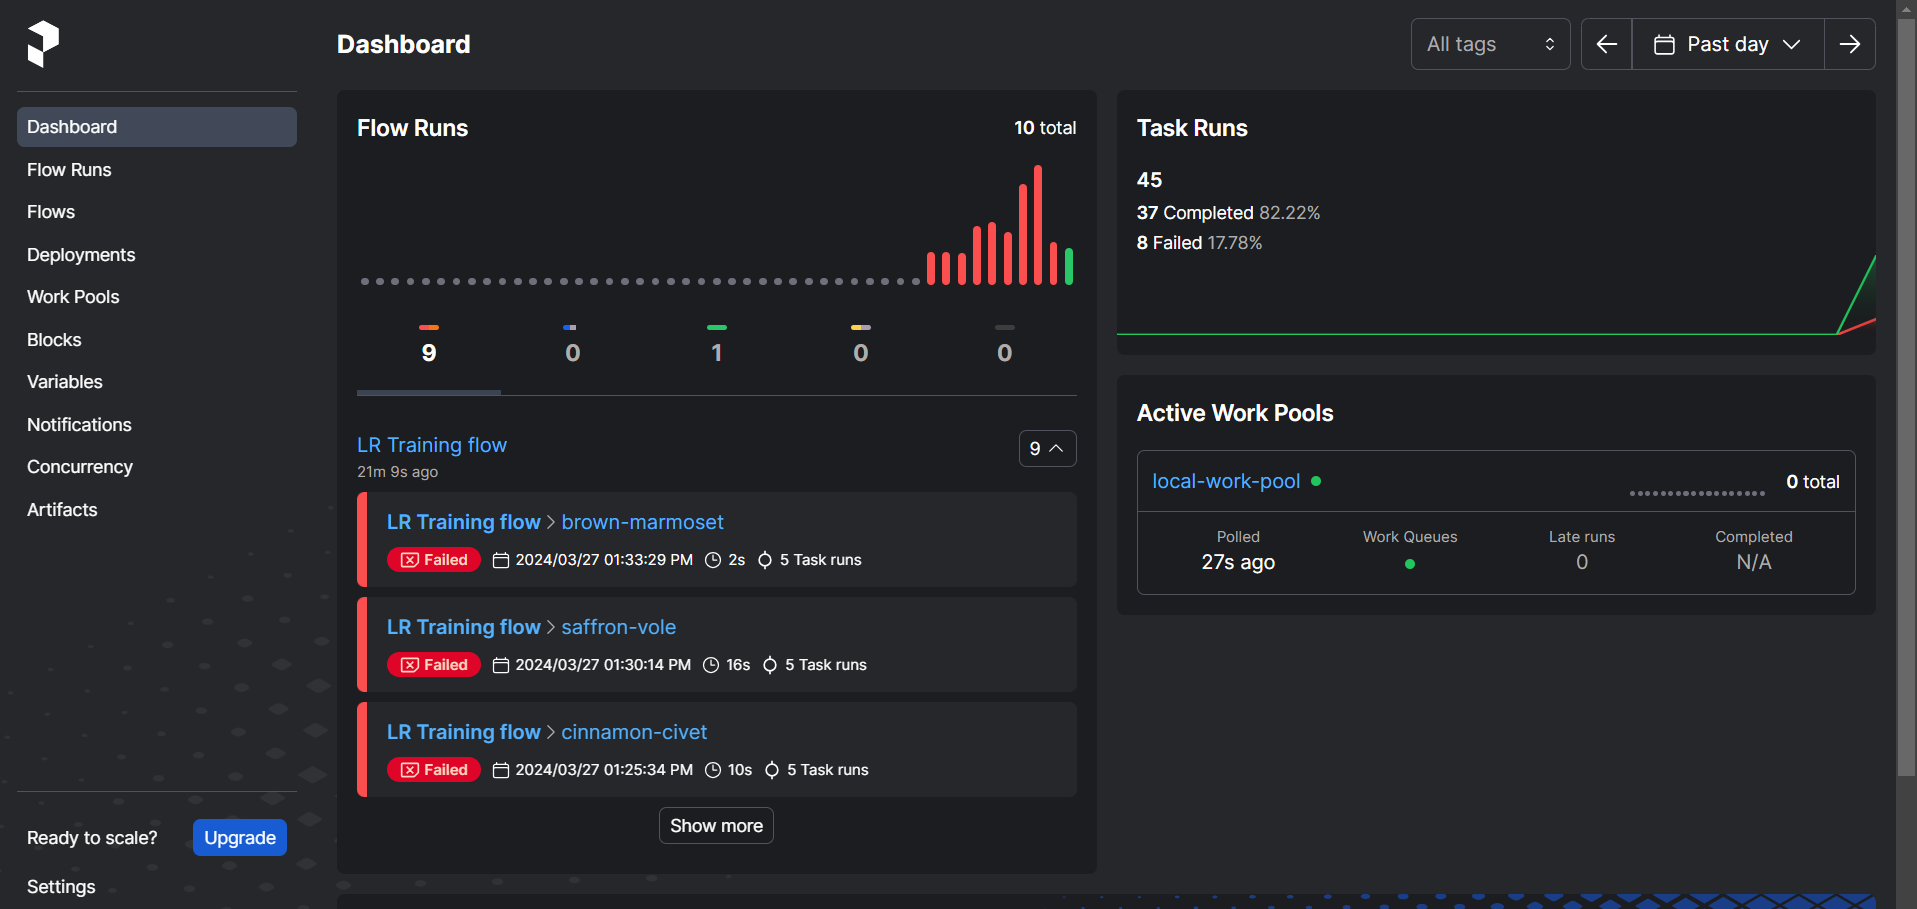 Dashboard
All tags
Past day
Dashboard
Flow Runs
Flows
Deployments
Work Pools
Blocks
Variables
Notifications
Concurrency
Artifacts
Ready to scale?
Upgrade
Settings
Flow Runs
10 total
9
0
1
0
0
LR Training flow
9
21m 9s ago
LR Training flow > brown-marmoset
Failed 2024/03/27 01:33:29 PM 2s 5 Task runs
LR Training flow > saffron-vole
Failed 2024/03/27 01:30:14 PM 16s 5 Task runs
LR Training flow > cinnamon-civet
Failed 2024/03/27 01:25:34 PM 10s 5 Task runs
Show more
Task Runs
45
37 Completed 82.22%
8 Failed 17.78%
Active Work Pools
local-work-pool
0 total
Polled
27s ago
Work Queues
Late runs
0
Completed
N/A